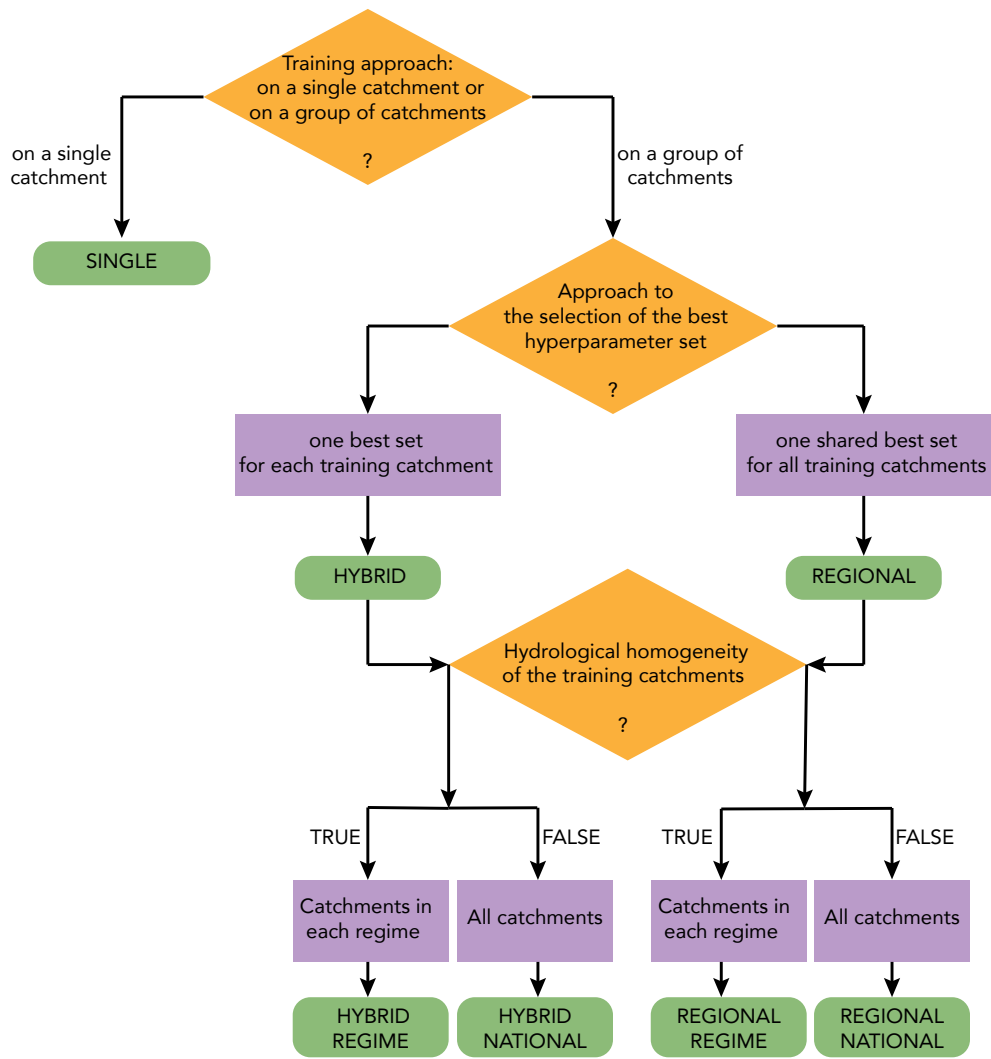 Training approach:
on a single catchment or
on a group of catchments
?
on a single
catchment
on a group of
catchments
SINGLE
Approach to
the selection of the best
hyperparameter set
?
one best set
for each training catchment
one shared best set
for all training catchments
HYBRID
REGIONAL
Hydrological homogeneity
of the training catchments
?
TRUE
FALSE
TRUE
FALSE
Catchments in
each regime
All catchments
Catchments in
each regime
All catchments
HYBRID
REGIME
HYBRID
NATIONAL
REGIONAL
REGIME
REGIONAL
NATIONAL